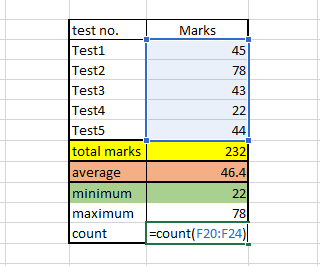 test no. Marks
Test1 45
Test2 78
Test3 43
Test4 22
Test5 44
total marks 232
average 46.4
minimum 22
maximum 78
count =count(F20:F24)